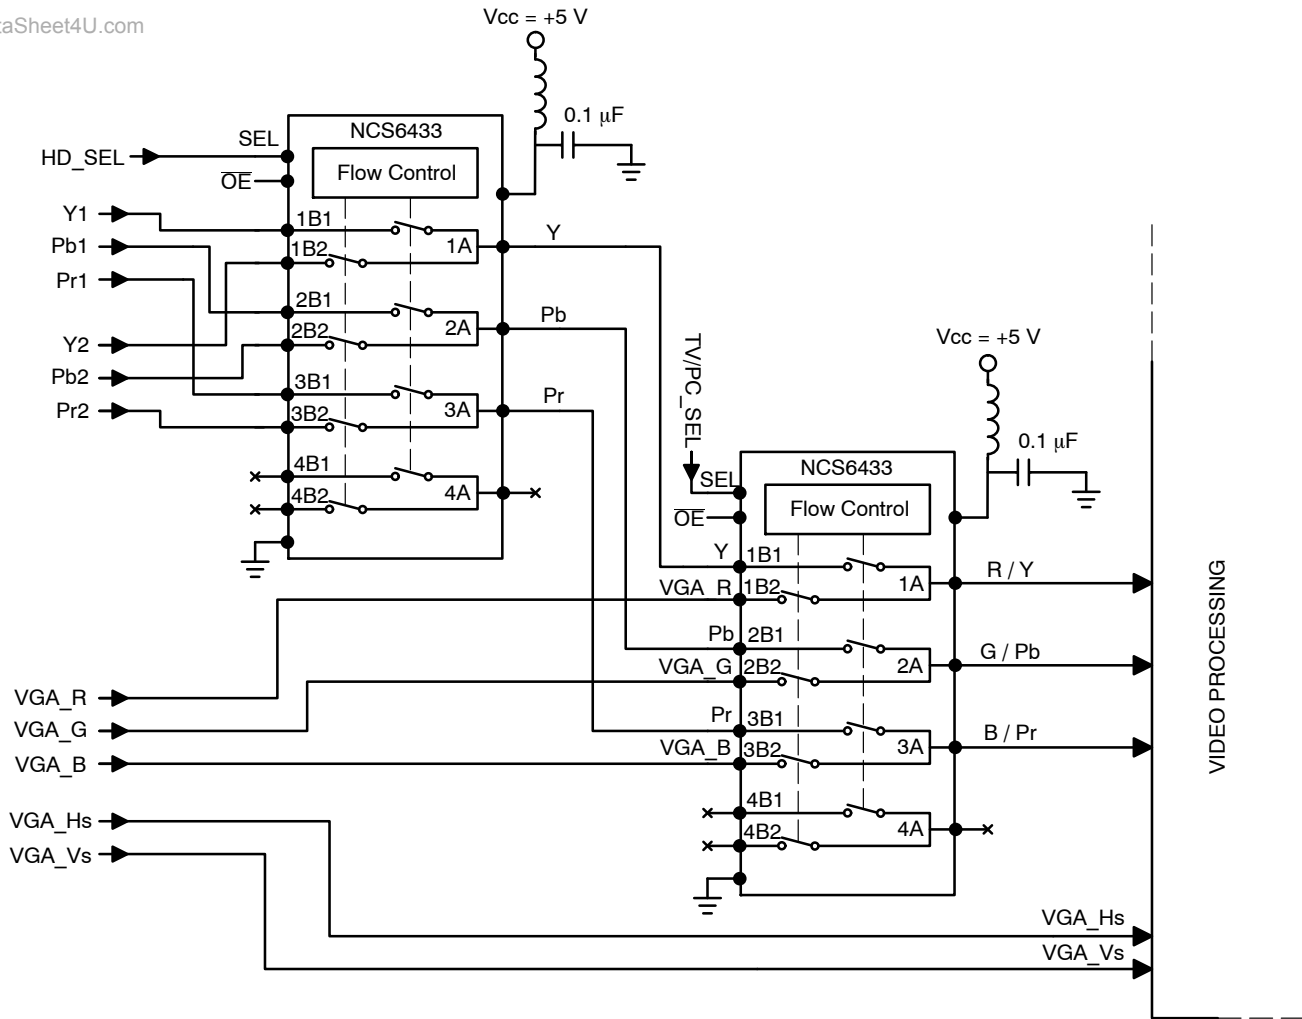 taSheet4U.com
Vcc = +5 V
0.1 μF
NCS6433
SEL
HD_SEL
Flow Control
OE
Y1
1B1
Y
Pb1
1B2
1A
Pr1
2B1
Pb
2B2
2A
Y2
Vcc = +5 V
TV/PC_SEL
Pb2
3B1
Pr
Pr2
3B2
3A
0.1 μF
4B1
NCS6433
4B2
4A
SEL
Flow Control
OE
Y
1B1
R / Y
VGA_R
1B2
1A
Pb
2B1
G / Pb
VGA_G
2B2
2A
VGA_R
Pr
3B1
B / Pr
VGA_G
VGA_B
3B2
3A
VGA_B
VIDEO PROCESSING
4B1
VGA_Hs
4B2
4A
VGA_Vs
VGA_Hs
VGA_Vs